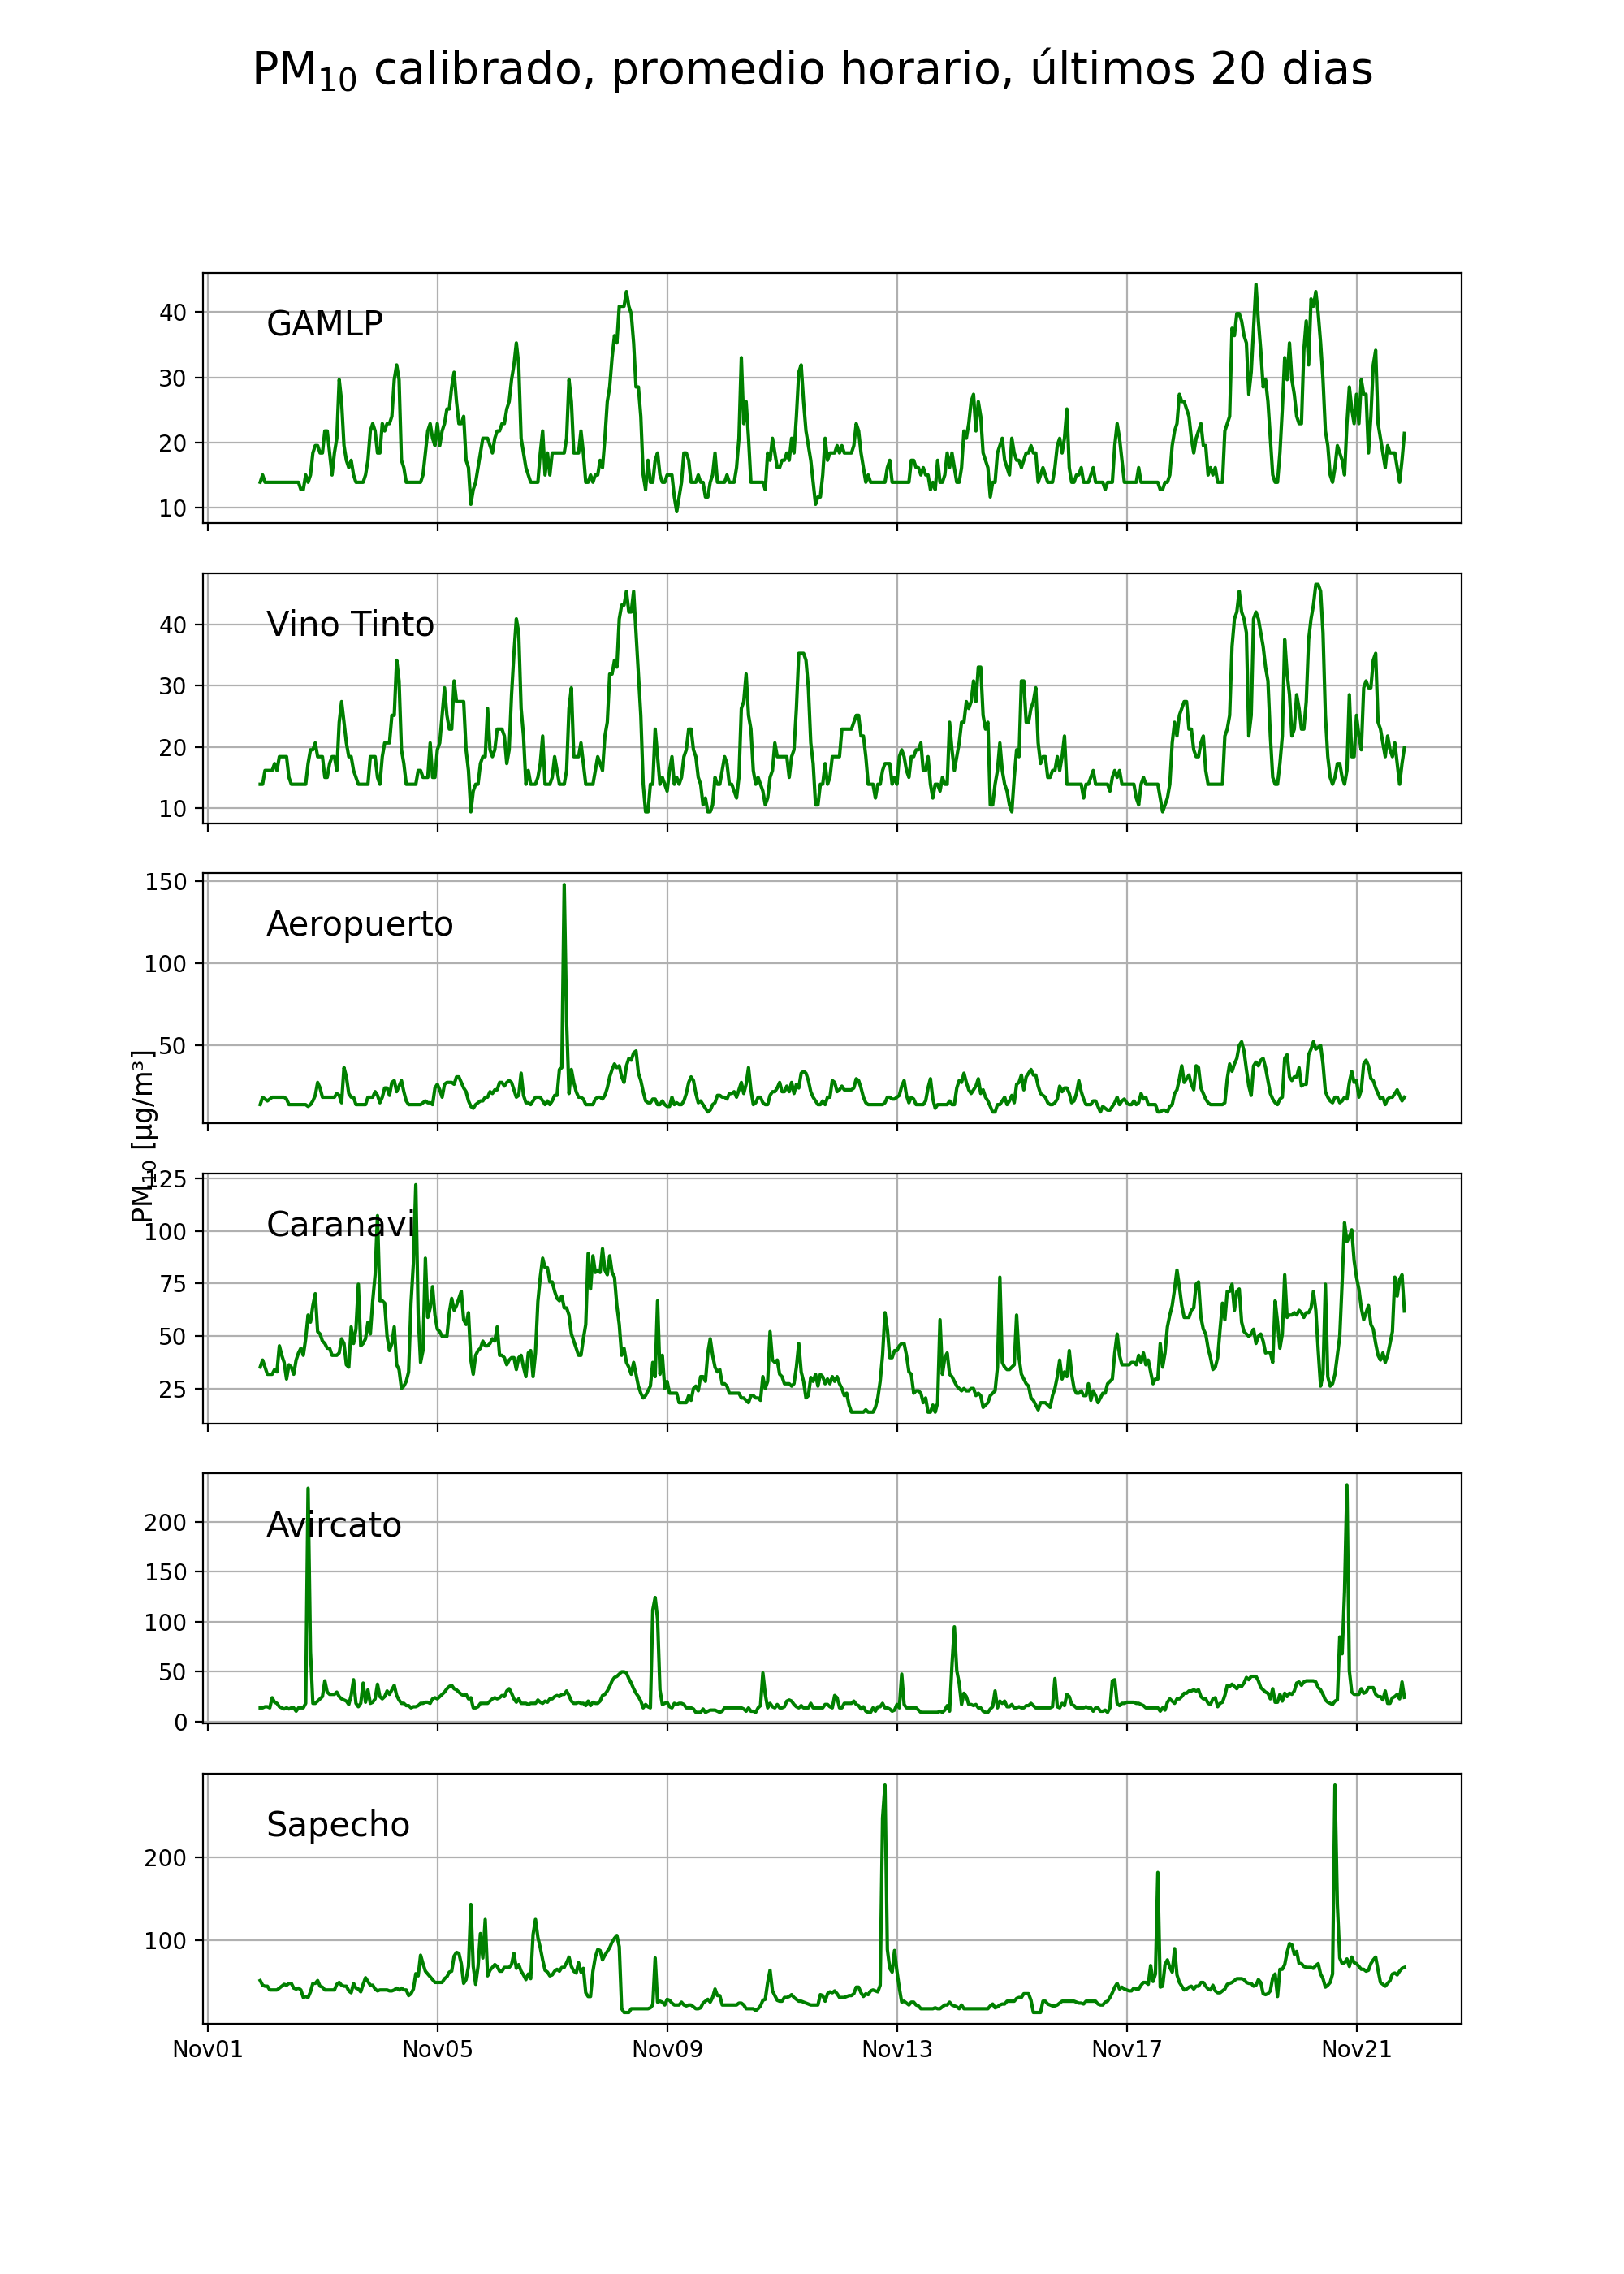 PM₁₀ calibrado, promedio horario, últimos 20 dias
GAMLP
40
30
20
10
Vino Tinto
40
30
20
10
Aeropuerto
150
100
50
PM₁₀ [µg/m³]
Caranavi
125
100
75
50
25
Avircato
200
150
100
50
0
Sapecho
200
100
Nov01 Nov05 Nov09 Nov13 Nov17 Nov21